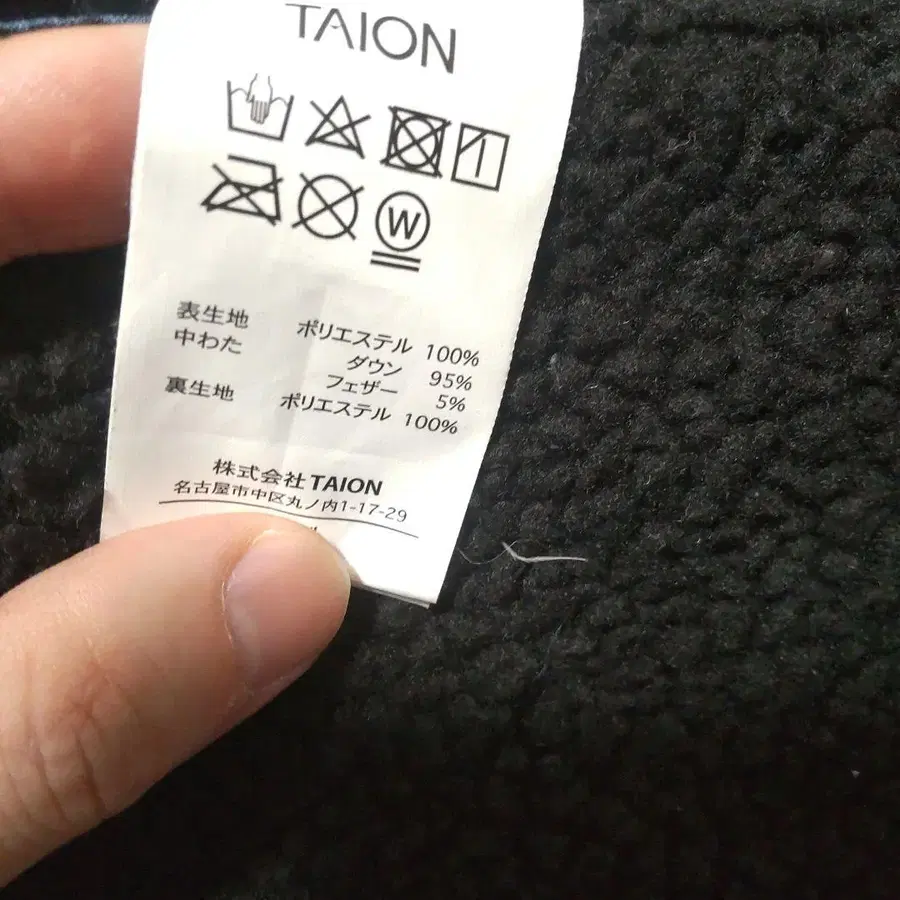 TAION
W
表生地 ポリエステル 100%
中わた ダウン 95%
フェザー 5%
裏生地 ポリエステル 100%
株式会社TAION
名古屋市中区丸ノ内1-17-29